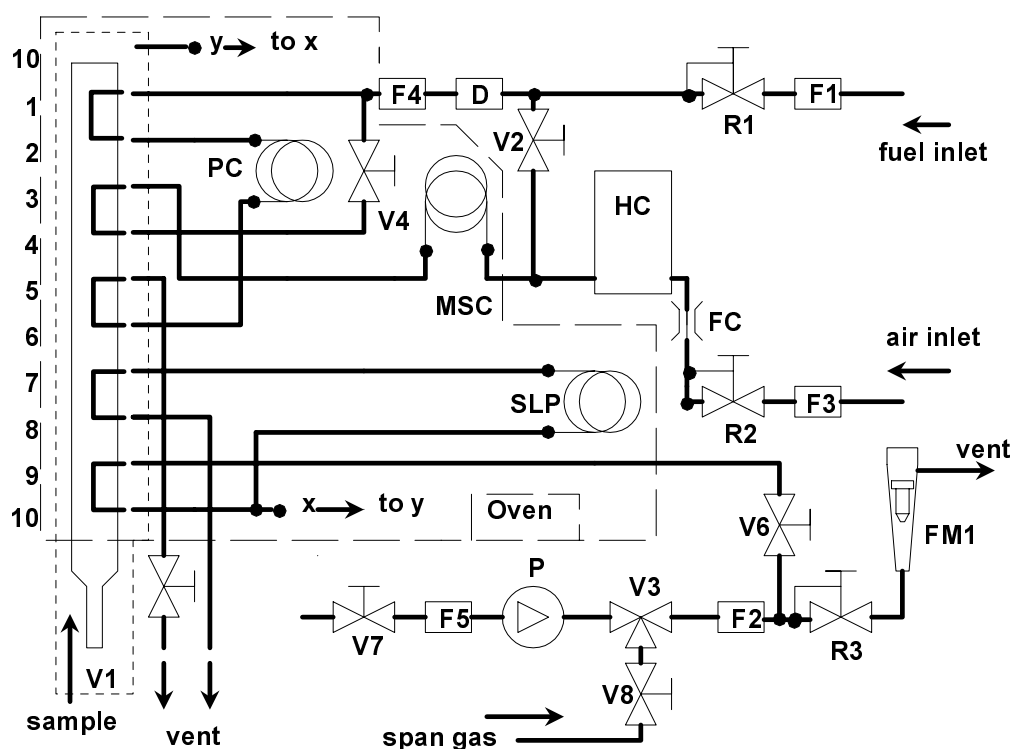 10
y
to x
1
F4
D
F1
R1
2
V2
fuel inlet
PC
3
HC
4
V4
5
MSC
FC
6
air inlet
7
SLP
F3
8
R2
vent
9
10
x
to y
Oven
V6
FM1
P
V3
F5
F2
V7
R3
V1
V8
sample
vent
span gas